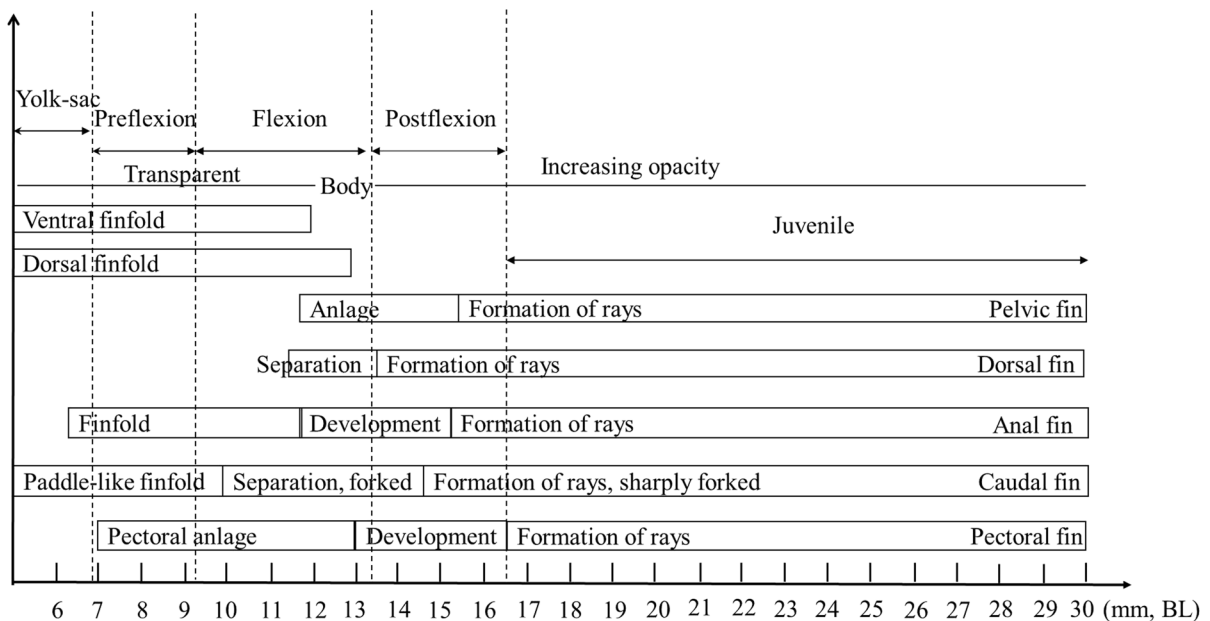 Yolk-sac
Preflexion
Flexion
Postflexion
Transparent
Body
Increasing opacity
Ventral finfold
Juvenile
Dorsal finfold
Anlage
Formation of rays
Pelvic fin
Separation
Formation of rays
Dorsal fin
Finfold
Development
Formation of rays
Anal fin
Paddle-like finfold
Separation, forked
Formation of rays, sharply forked
Caudal fin
Pectoral anlage
Development
Formation of rays
Pectoral fin
6 7 8 9 10 11 12 13 14 15 16 17 18 19 20 21 22 23 24 25 26 27 28 29 30 (mm, BL)